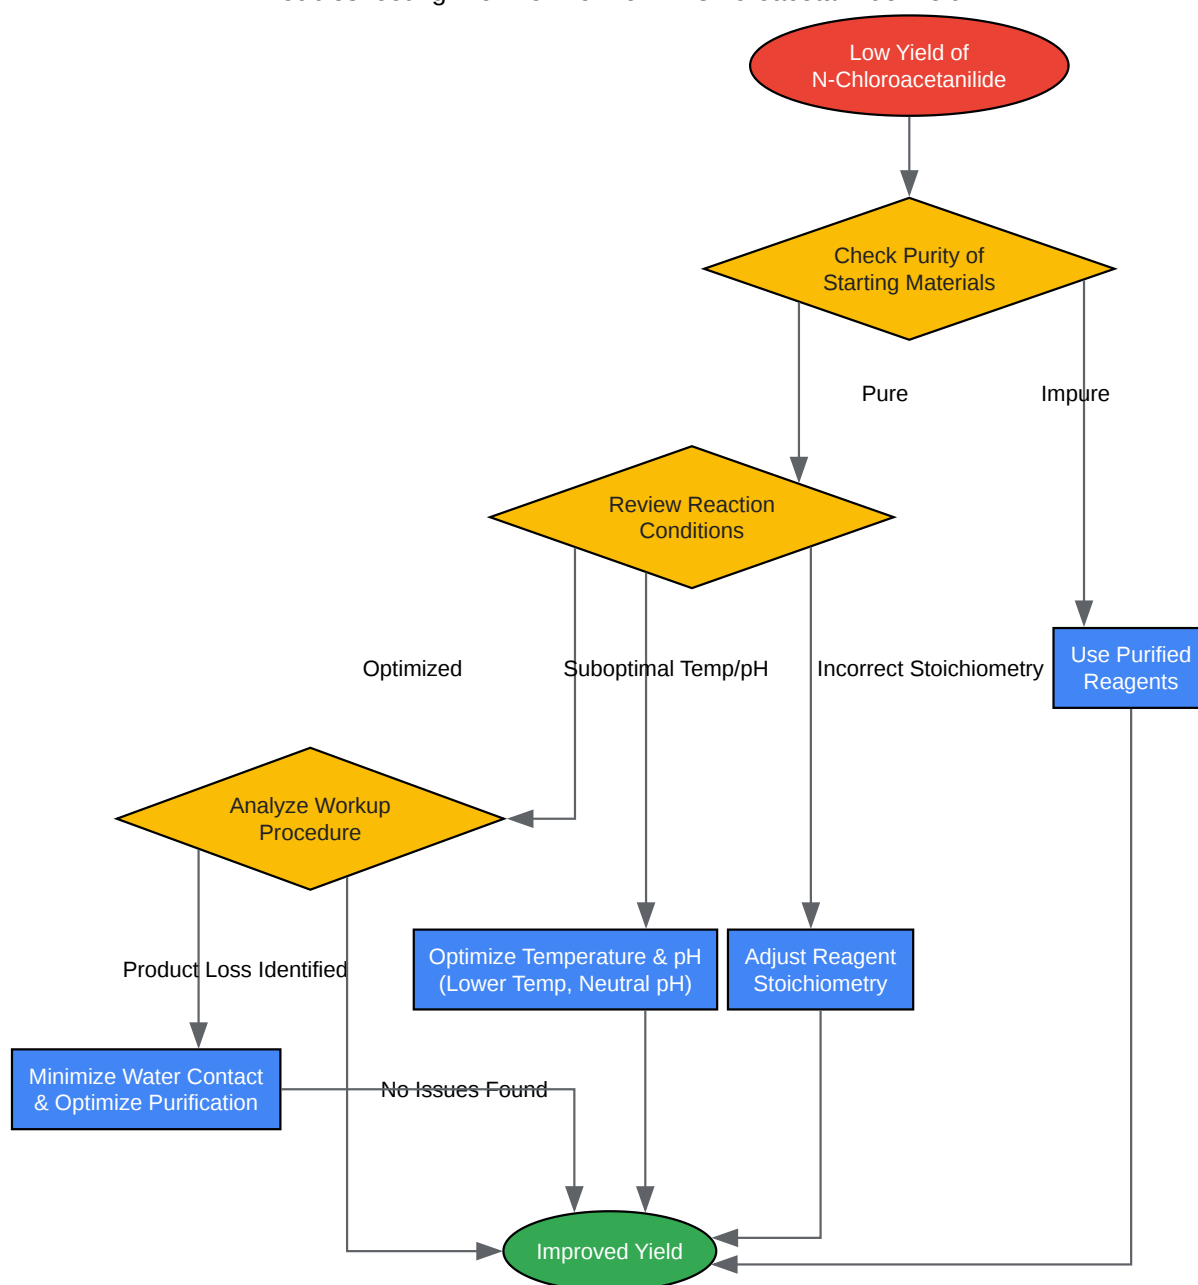 Low Yield of
N-Chloroacetanilide
Check Purity of
Starting Materials
Pure
Impure
Review Reaction
Conditions
Use Purified
Reagents
Optimized
Suboptimal Temp/pH
Incorrect Stoichiometry
Analyze Workup
Procedure
Optimize Temperature & pH
(Lower Temp, Neutral pH)
Adjust Reagent
Stoichiometry
Product Loss Identified
Minimize Water Contact
& Optimize Purification
No Issues Found
Improved Yield